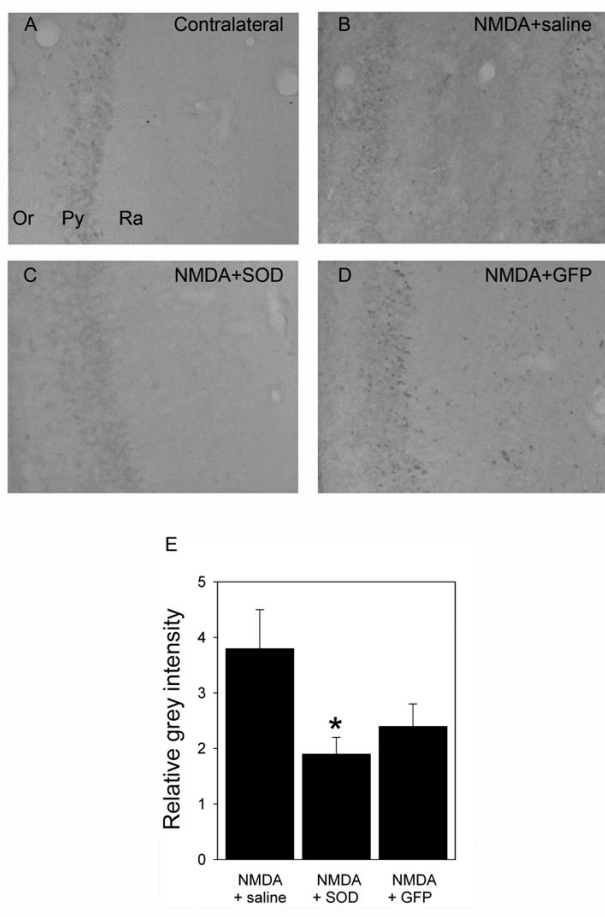 A Contralateral
B NMDA+saline
Or Py Ra
C NMDA+SOD
D NMDA+GFP
E
Relative grey intensity
5
4
3
2
1
0
*
NMDA + saline
NMDA + SOD
NMDA + GFP